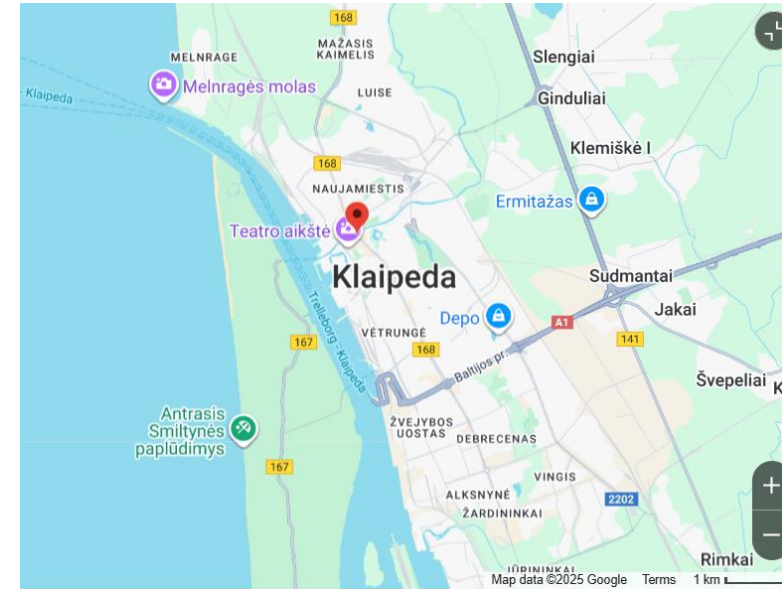 168
MAŽASIS
KAIMELIS
MELNRAGE
Slengiai
Melnragės molas
LUISE
Klaipeda
Ginduliai
Klemiškė I
168
NAUJAMIESTIS
Ermitažas
Teatro aikštė
Klaipeda
Sudmantai
Jakai
Trelleborg - Klaipeda
Depo
A1
VĖTRUNGĖ
167
168
141
Baltijos pr.
Švepeliai
K
Antrasis
Smiltynės
paplūdimys
ŽVEJYBOS
UOSTAS
DEBRECENAS
167
VINGIS
ALKSNYNĖ
2202
ŽARDININKAI
Rimkai
Map data ©2025 Google Terms 1 km